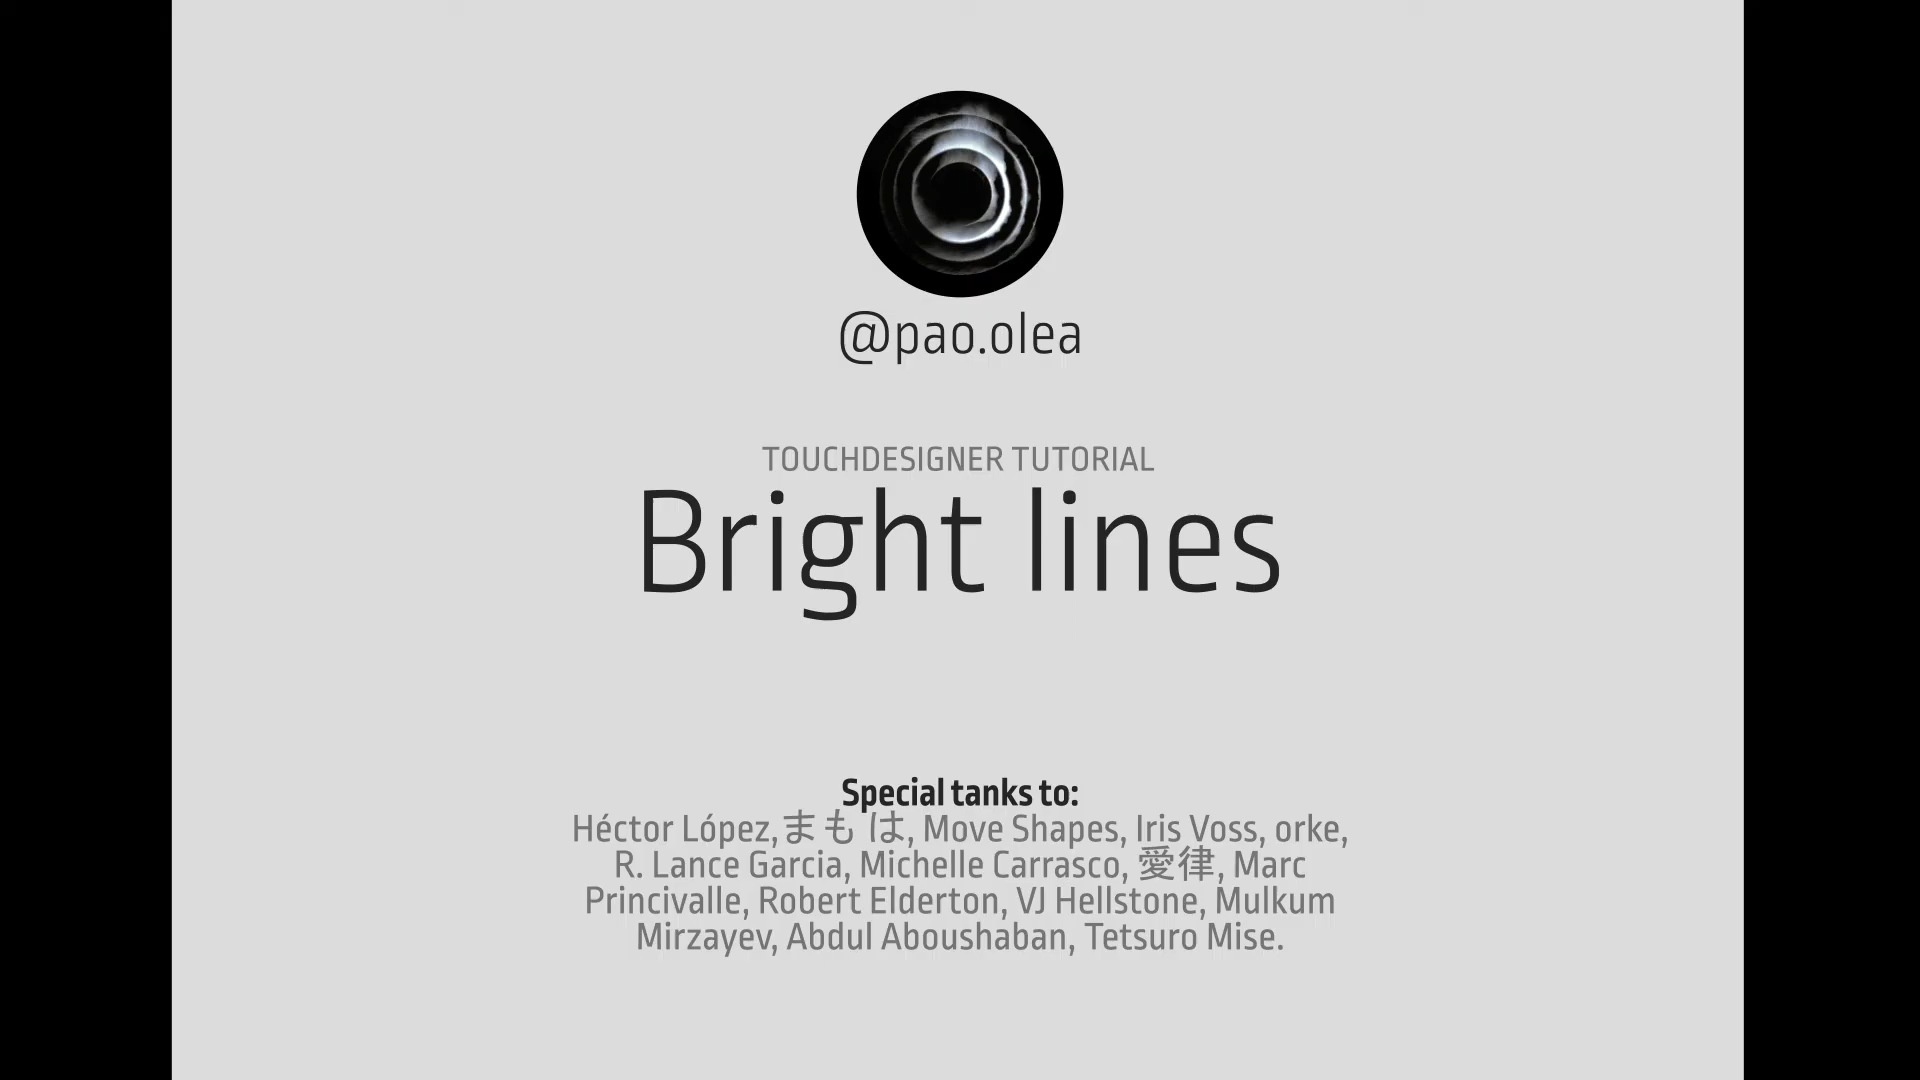 @pao.olea
TOUCHDESIGNER TUTORIAL
Bright lines
Special tanks to:
Héctor López,まも は, Move Shapes, Iris Voss, orke,
R. Lance Garcia, Michelle Carrasco, 愛律, Marc
Princivalle, Robert Elderton, VJ Hellstone, Mulkum
Mirzayev, Abdul Aboushaban, Tetsuro Mise.